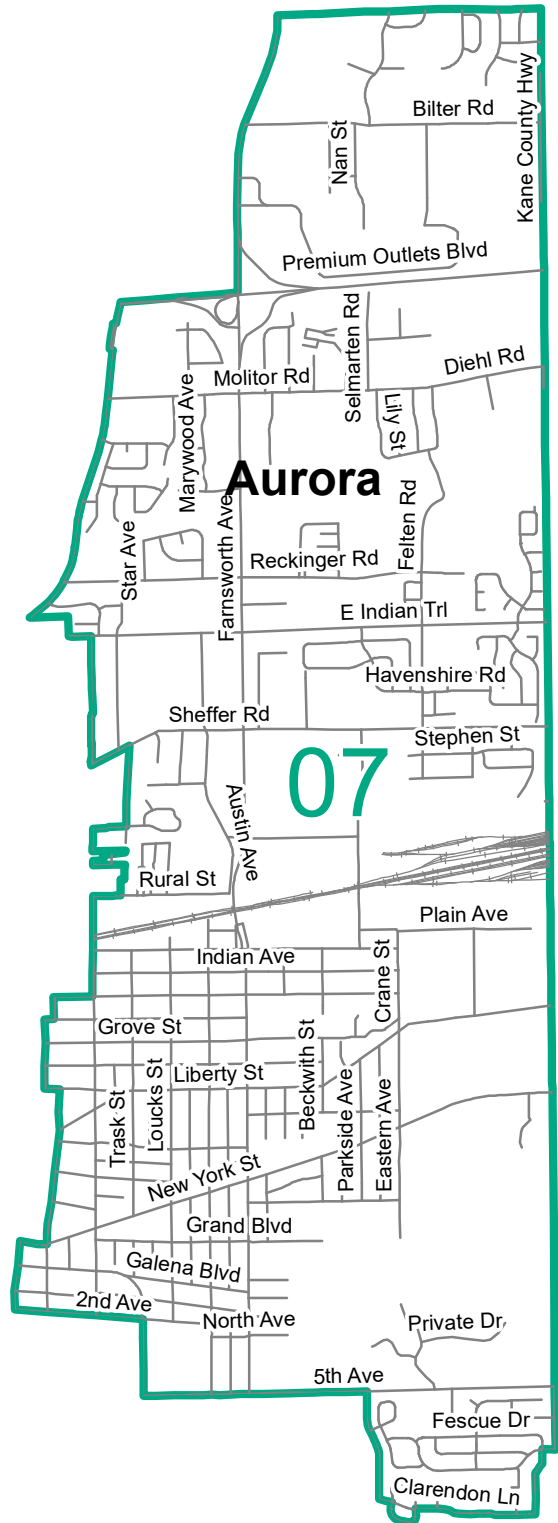 Bilter Rd
Kane County Hwy
Nan St
Premium Outlets Blvd
Selmarten Rd
Diehl Rd
Molitor Rd
Marywood Ave
Lily St
Aurora
Farnsworth Ave
Felten Rd
Star Ave
Reckinger Rd
E Indian Trl
Havenshire Rd
Sheffer Rd
Stephen St
07
Austin Ave
Rural St
Plain Ave
Indian Ave
Crane St
Grove St
Beckwith St
Liberty St
Loucks St
Trask St
Parkside Ave
Eastern Ave
New York St
Grand Blvd
Galena Blvd
2nd Ave
North Ave
Private Dr
5th Ave
Fescue Dr
Clarendon Ln